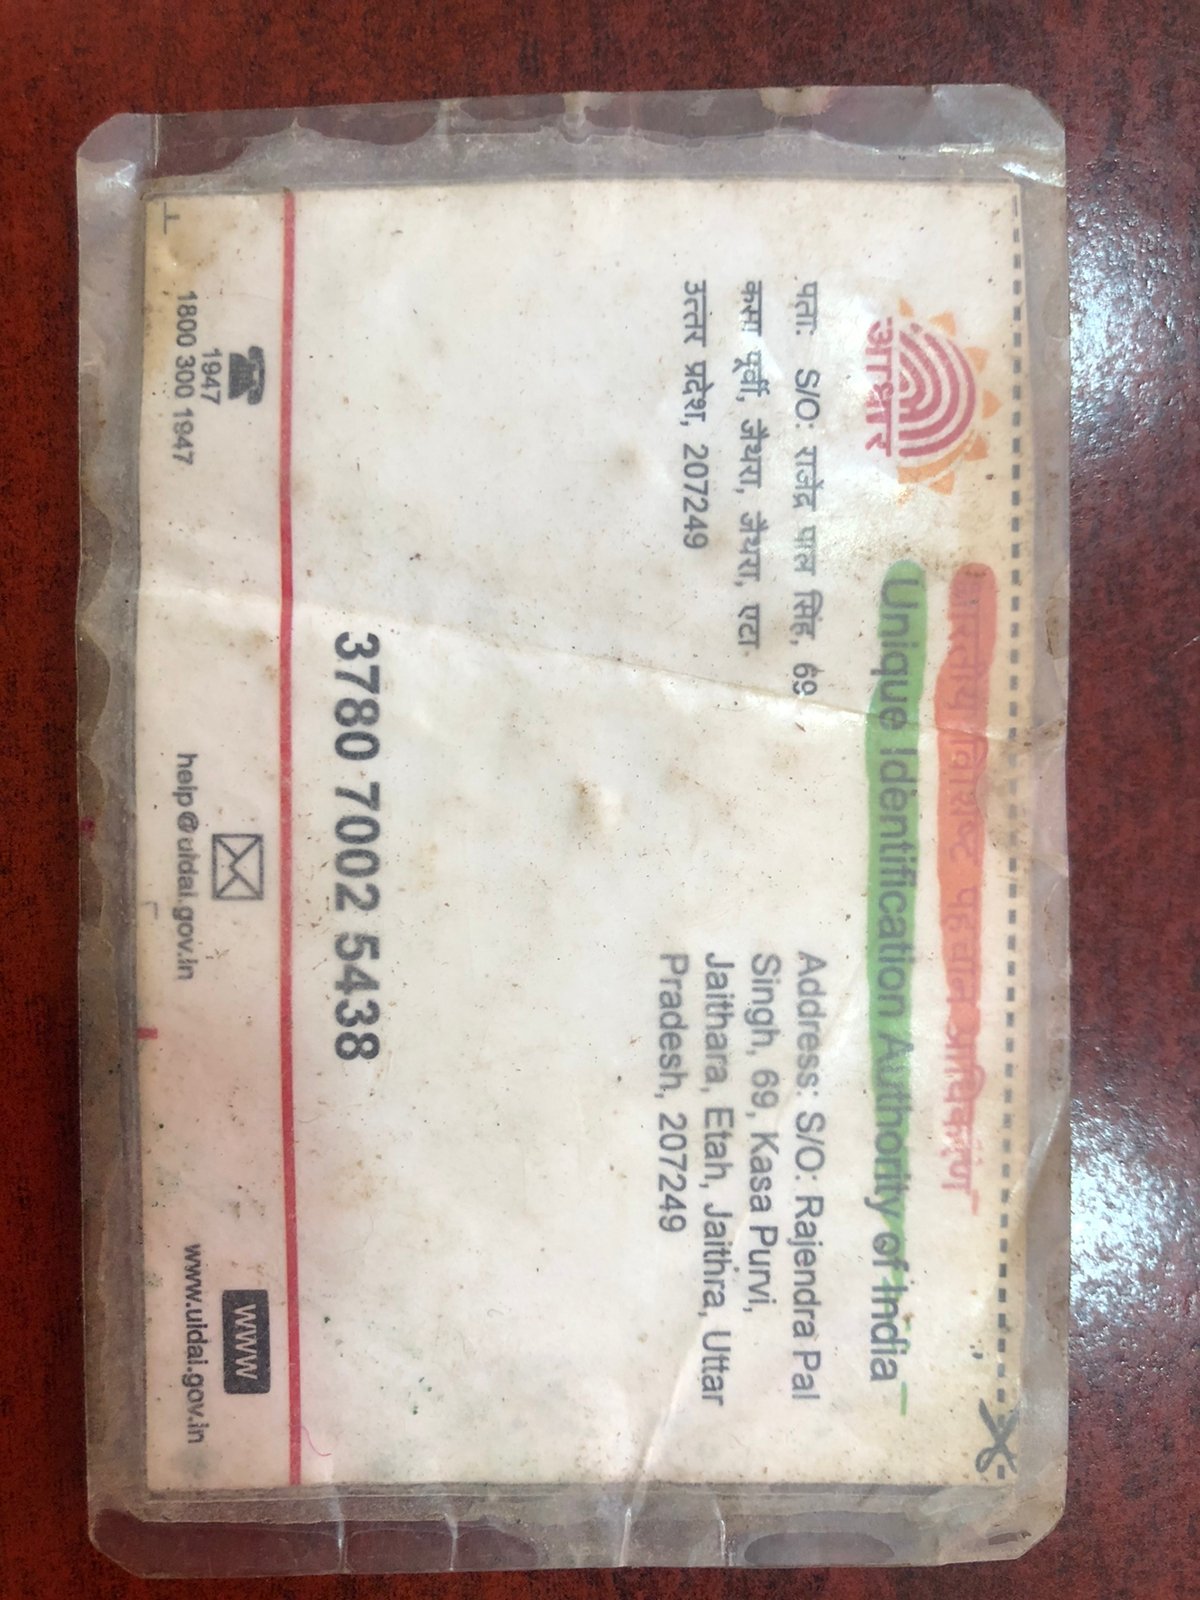 भारतीय विशिष्ट पहचान प्राधिकरण
Unique Identification Authority of India
आधार
पता: S/O: राजेंद्र पाल सिंह, 69,
कसा पूर्वी, जैथरा, जैथरा, एटा,
उत्तर प्रदेश, 207249
Address: S/O: Rajendra Pal
Singh, 69, Kasa Purvi,
Jaithara, Etah, Jaithra, Uttar
Pradesh, 207249
3780 7002 5438
1947
1800 300 1947
help@uidai.gov.in
WWW
www.uidai.gov.in